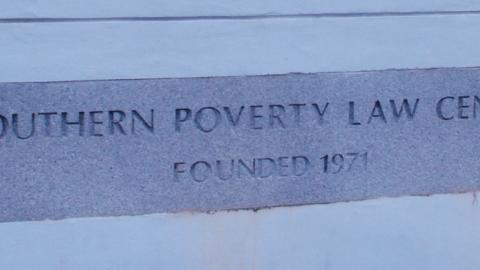 OUTHERN POVERTY LAW CEN
FOUNDED 1971